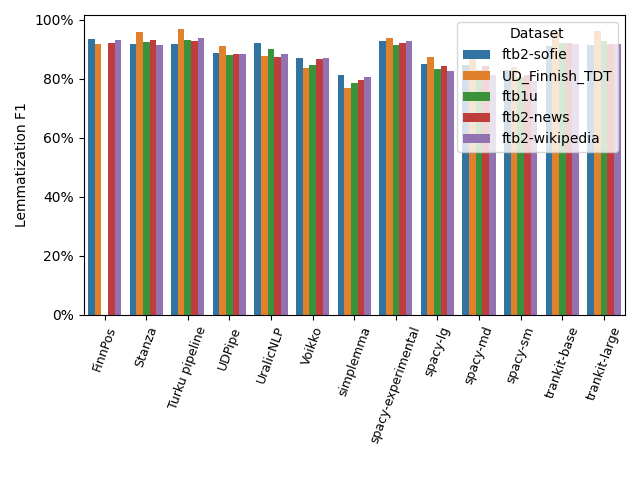 100%
80%
60%
40%
20%
0%
Lemmatization F1
Dataset
ftb2-sofie
UD_Finnish_TDT
ftb1u
ftb2-news
ftb2-wikipedia
FinnPos
Stanza
Turku pipeline
UDPipe
UralicNLP
Voikko
simplemma
spacy-experimental
spacy-lg
spacy-md
spacy-sm
trankit-base
trankit-large